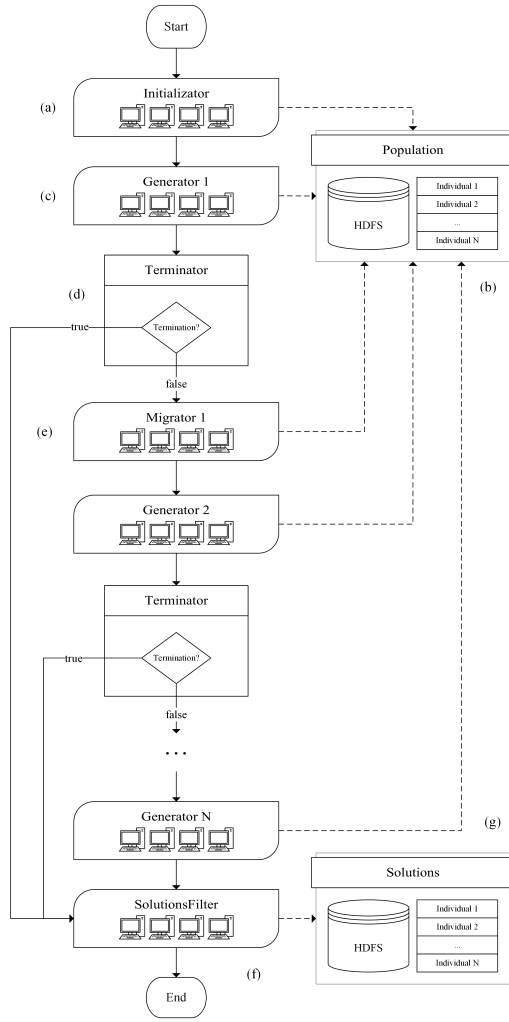 Start
Initializator
(a)
Population
Individual 1
Individual 2
...
Individual N
HDFS
(b)
Generator 1
(c)
Terminator
(d)
Termination?
true
false
Migrator 1
(e)
Generator 2
Terminator
Termination?
true
false
...
Generator N
(g)
Solutions
Individual 1
Individual 2
...
Individual N
HDFS
SolutionsFilter
(f)
End